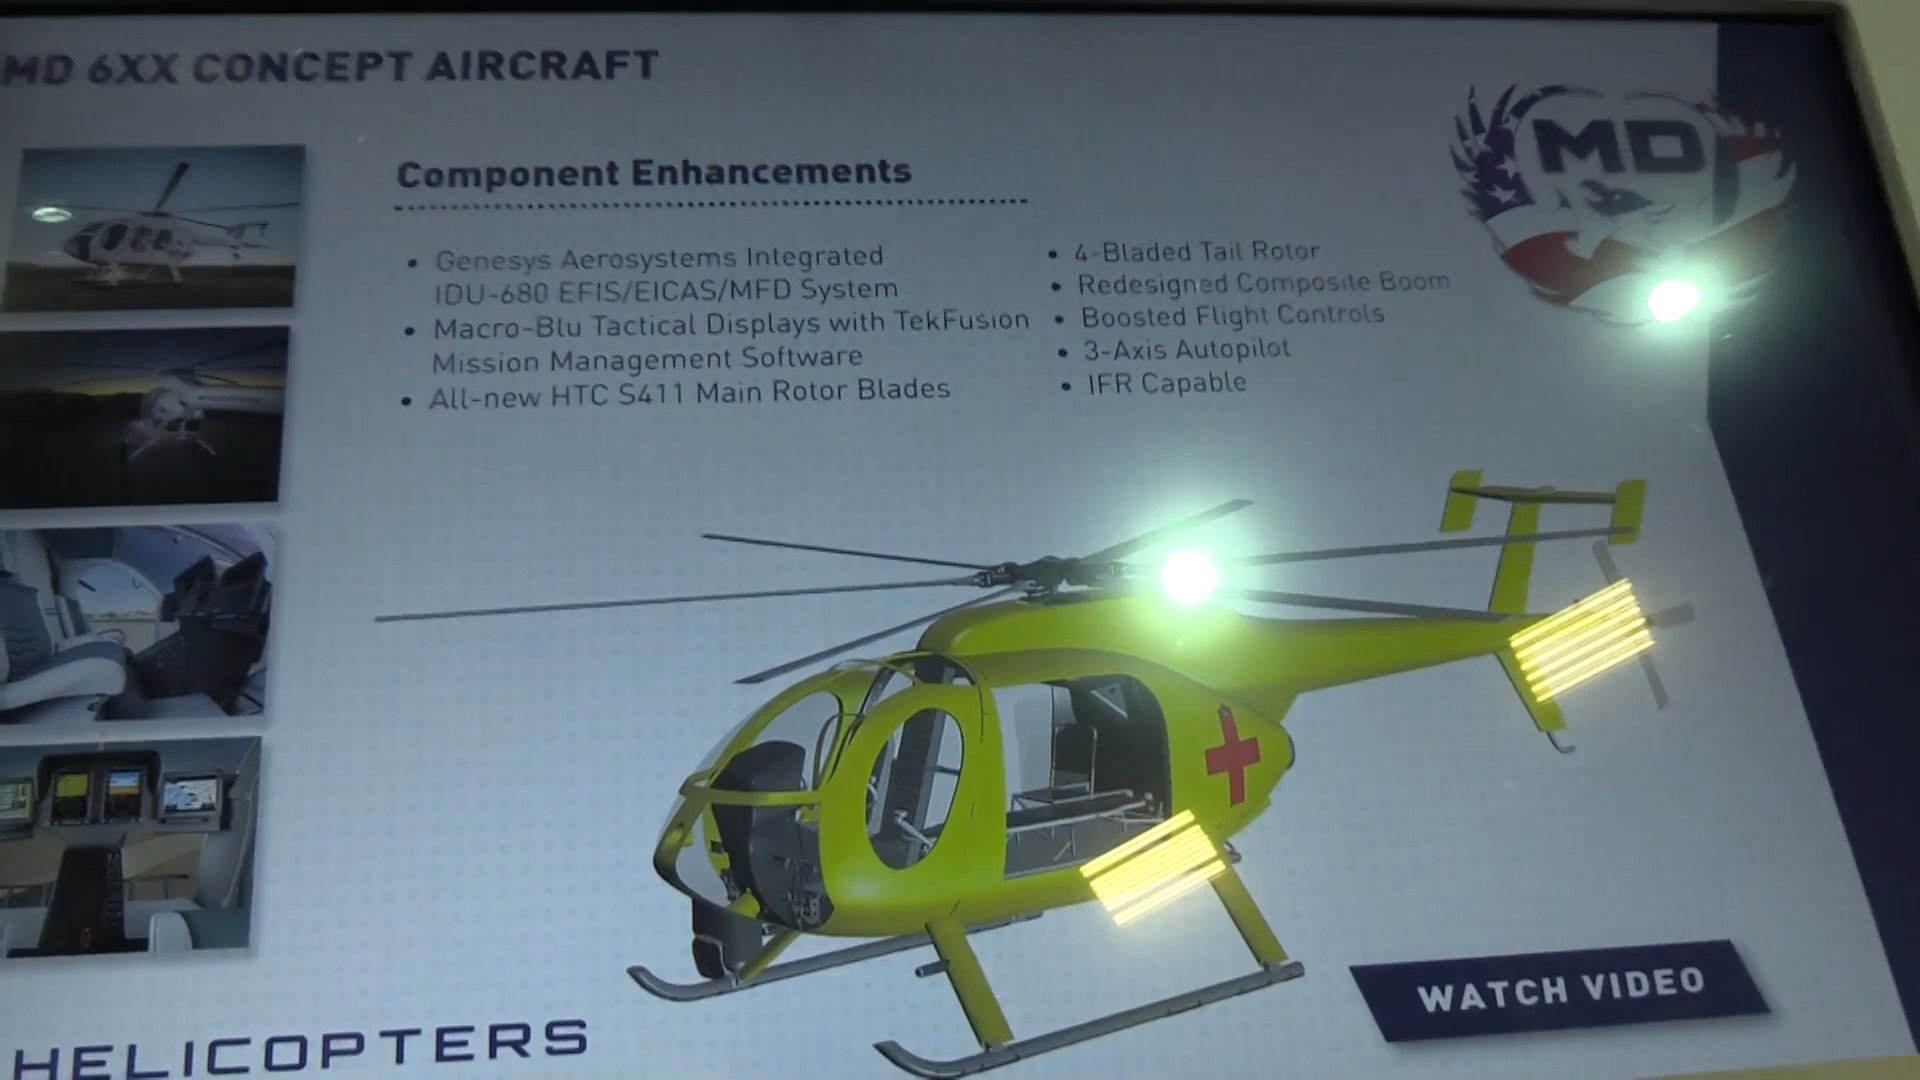 MD 6XX CONCEPT AIRCRAFT
MD
Component Enhancements
• Genesys Aerosystems Integrated
IDU-680 EFIS/EICAS/MFD System
• Macro-Blu Tactical Displays with TekFusion
Mission Management Software
• All-new HTC S411 Main Rotor Blades
• 4-Bladed Tail Rotor
• Redesigned Composite Boom
• Boosted Flight Controls
• 3-Axis Autopilot
• IFR Capable
WATCH VIDEO
HELICOPTERS